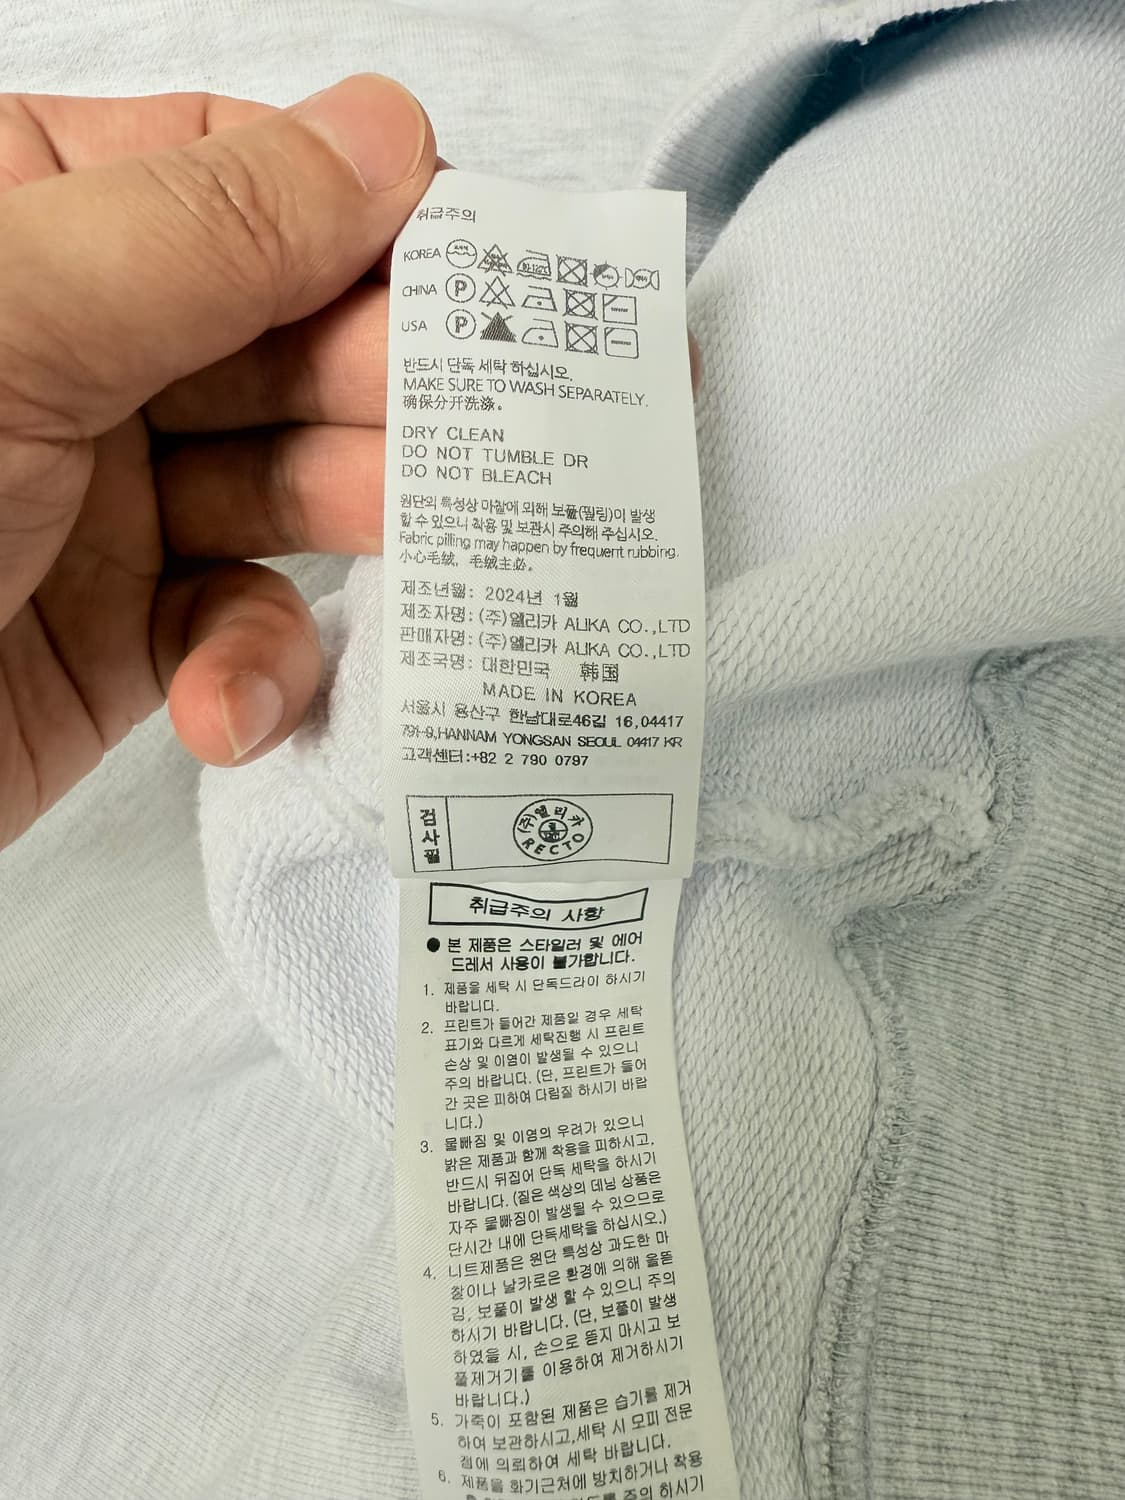 취급주의
KOREA
CHINA P
USA P
반드시 단독 세탁 하십시오.
MAKE SURE TO WASH SEPARATELY.
确保分开洗涤。
DRY CLEAN
DO NOT TUMBLE DR
DO NOT BLEACH
원단의 특성상 마찰에 의해 보풀(필링)이 발생
할 수 있으니 착용 및 보관시 주의해 주십시오.
Fabric pilling may happen by frequent rubbing.
小心毛绒，毛绒主必。
제조년월: 2024년 1월
제조자명: (주)엘리카 ALIKA CO.,LTD
판매자명: (주)엘리카 ALIKA CO.,LTD
제조국명: 대한민국 韩国
MADE IN KOREA
서울시 용산구 한남대로46길 16,04417
791-9,HANNAM YONGSAN SEOUL 04417 KR
고객센터:+82 2 790 0797
검사필
(주)엘리카
RECTO
취급주의 사항
● 본 제품은 스타일러 및 에어
드레서 사용이 불가합니다.
1. 제품을 세탁 시 단독드라이 하시기
바랍니다.
2. 프린트가 들어간 제품일 경우 세탁
표기와 다르게 세탁진행 시 프린트
손상 및 이염이 발생될 수 있으니
주의 바랍니다. (단, 프린트가 들어
간 곳은 피하여 다림질 하시기 바랍
니다.)
3. 물빠짐 및 이염의 우려가 있으니
밝은 제품과 함께 착용을 피하시고,
반드시 뒤집어 단독 세탁을 하시기
바랍니다. (짙은 색상의 데님 상품은
자주 물빠짐이 발생될 수 있으므로
단시간 내에 단독세탁을 하십시오.)
4. 니트제품은 원단 특성상 과도한 마
찰이나 날카로운 환경에 의해 올뜯
김, 보풀이 발생 할 수 있으니 주의
하시기 바랍니다. (단, 보풀이 발생
하였을 시, 손으로 뜯지 마시고 보
풀제거기를 이용하여 제거하시기
바랍니다.)
5. 가죽이 포함된 제품은 습기를 제거
하여 보관하시고,세탁 시 모피 전문
점에 의뢰하여 세탁 바랍니다.
6. 제품을 화기근처에 방치하거나 착용
주의 하시기